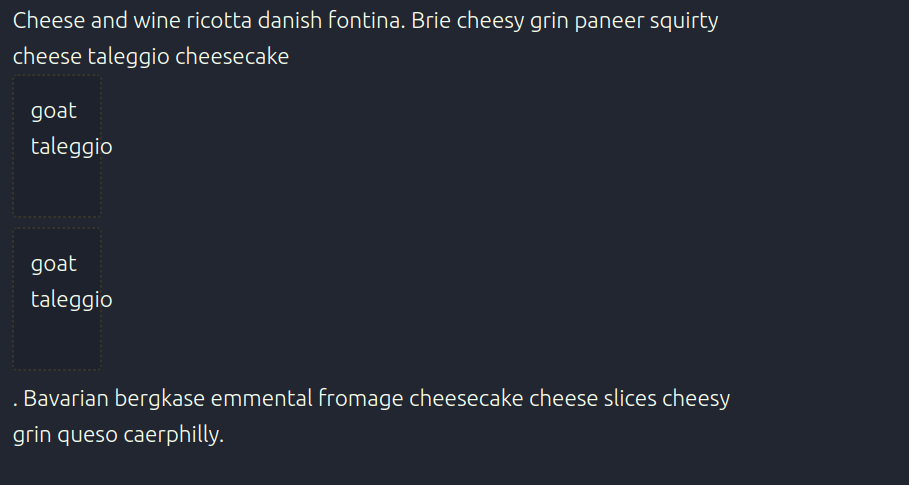 Cheese and wine ricotta danish fontina. Brie cheesy grin paneer squirty
cheese taleggio cheesecake
goat
taleggio
goat
taleggio
. Bavarian bergkase emmental fromage cheesecake cheese slices cheesy
grin queso caerphilly.